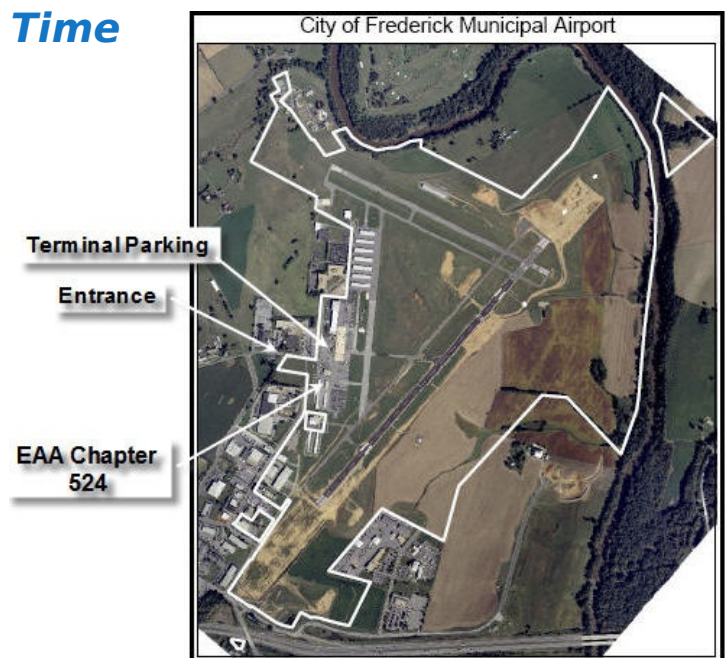 Time
City of Frederick Municipal Airport
Terminal Parking
Entrance
EAA Chapter
524